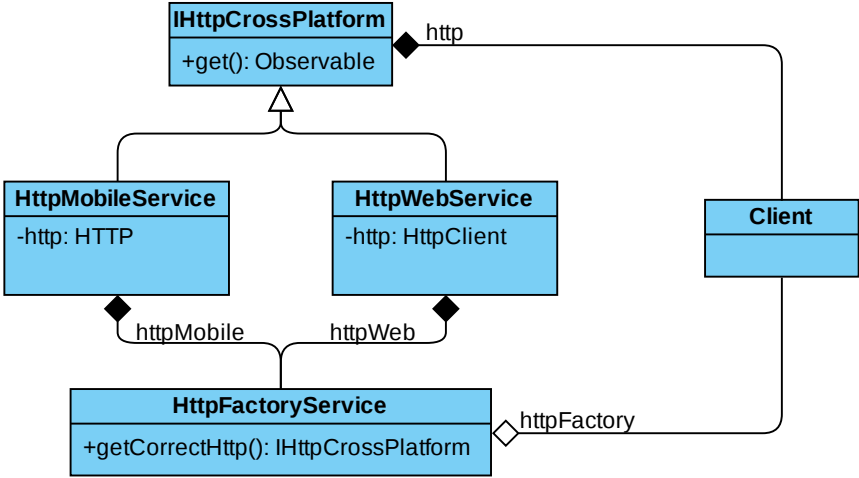 IHttpCrossPlatform
+get(): Observable
http
HttpMobileService
-http: HTTP
HttpWebService
-http: HttpClient
Client
httpMobile
httpWeb
HttpFactoryService
+getCorrectHttp(): IHttpCrossPlatform
httpFactory